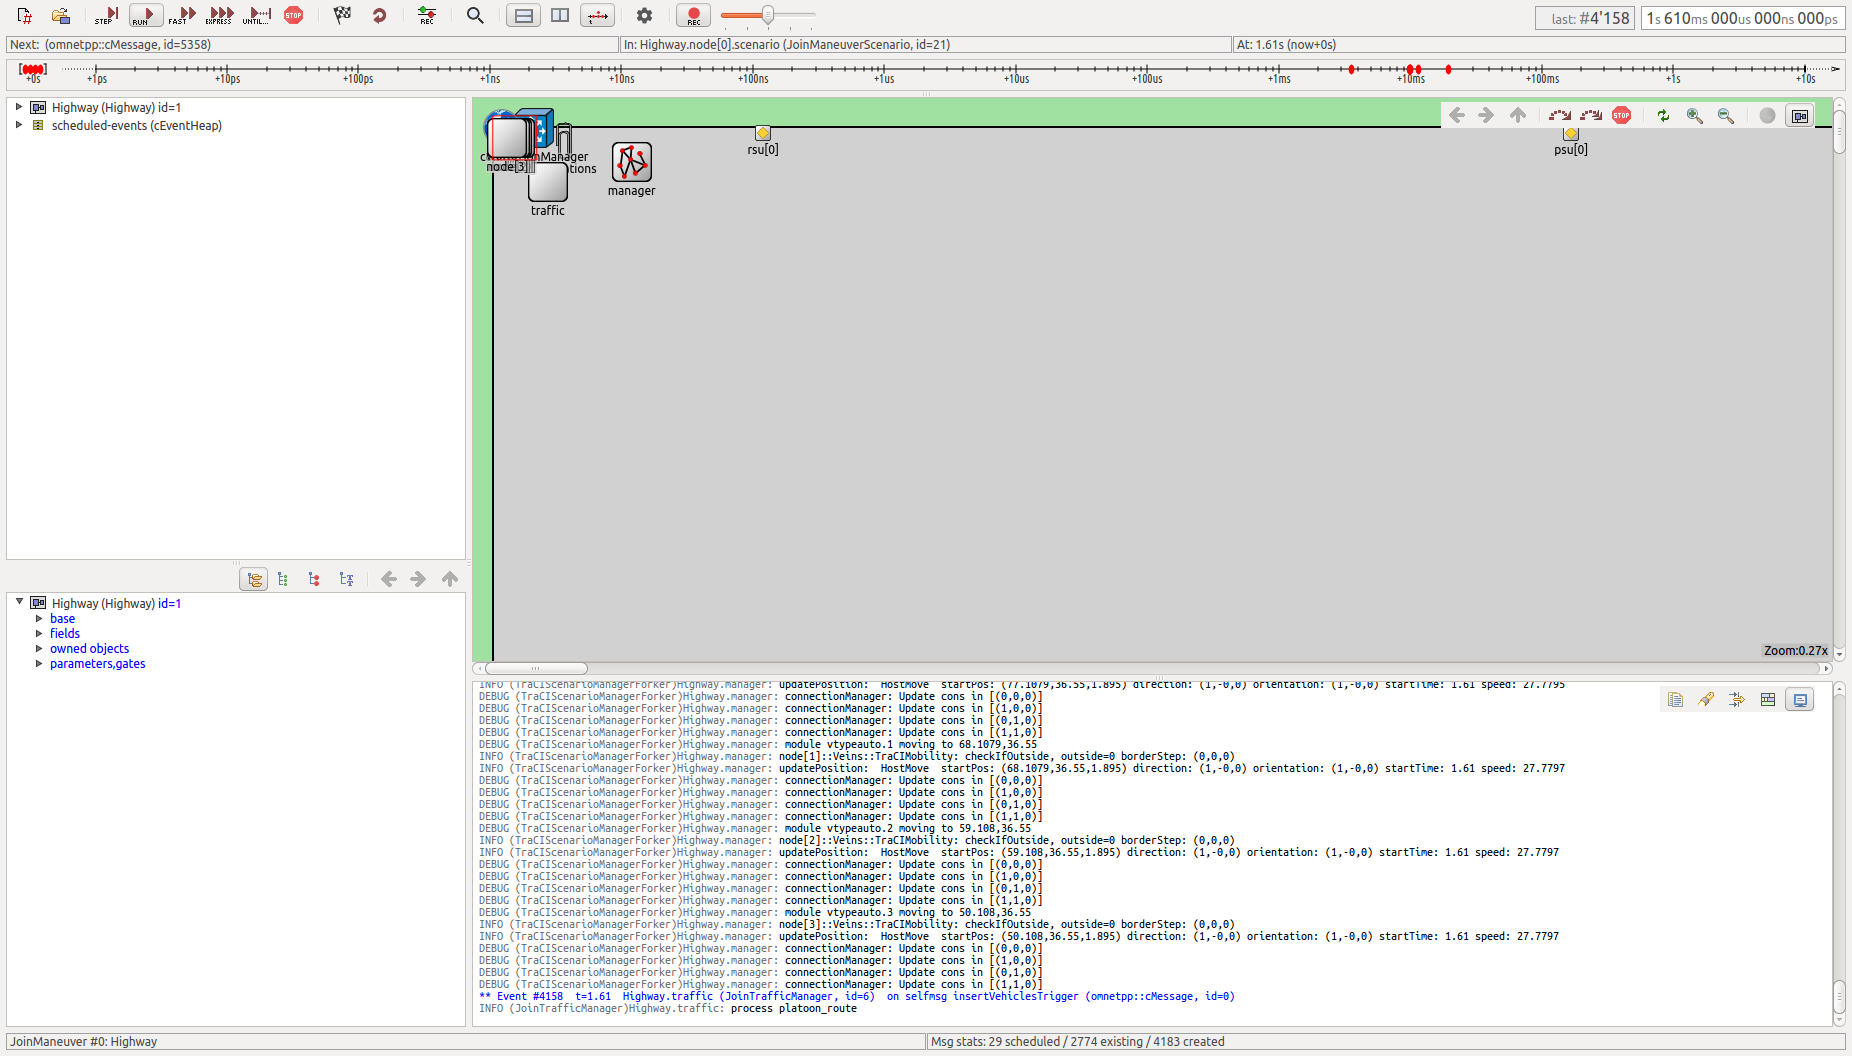 STEP RUN FAST EXPRESS UNTIL... STOP REC REC last: #4'158 1s 610ms 000us 000ns 000ps
Next: (omnetpp::cMessage, id=5358) In: Highway.node[0].scenario (JoinManeuverScenario, id=21) At: 1.61s (now+0s)
+0s +1ps +10ps +100ps +1ns +10ns +100ns +1us +10us +100us +1ms +10ms +100ms +1s +10s
Highway (Highway) id=1
scheduled-events (cEventHeap)
STOP
rsu[0]
psu[0]
node[3]
manager
traffic
Zoom:0.27x
Highway (Highway) id=1
base
fields
owned objects
parameters,gates
INFO (TraCIScenarioManagerForker)Highway.manager: updatePosition: HostMove startPos: (77.1079,36.55,1.895) direction: (1,-0,0) orientation: (1,-0,0) startTime: 1.61 speed: 27.7795
DEBUG (TraCIScenarioManagerForker)Highway.manager: connectionManager: Update cons in [(0,0,0)]
DEBUG (TraCIScenarioManagerForker)Highway.manager: connectionManager: Update cons in [(1,0,0)]
DEBUG (TraCIScenarioManagerForker)Highway.manager: connectionManager: Update cons in [(0,1,0)]
DEBUG (TraCIScenarioManagerForker)Highway.manager: connectionManager: Update cons in [(1,1,0)]
DEBUG (TraCIScenarioManagerForker)Highway.manager: module vtypeauto.1 moving to 68.1079,36.55
INFO (TraCIScenarioManagerForker)Highway.manager: node[1]::Veins::TraCIMobility: checkIfOutside, outside=0 borderStep: (0,0,0)
INFO (TraCIScenarioManagerForker)Highway.manager: updatePosition: HostMove startPos: (68.1079,36.55,1.895) direction: (1,-0,0) orientation: (1,-0,0) startTime: 1.61 speed: 27.7797
DEBUG (TraCIScenarioManagerForker)Highway.manager: connectionManager: Update cons in [(0,0,0)]
DEBUG (TraCIScenarioManagerForker)Highway.manager: connectionManager: Update cons in [(1,0,0)]
DEBUG (TraCIScenarioManagerForker)Highway.manager: connectionManager: Update cons in [(0,1,0)]
DEBUG (TraCIScenarioManagerForker)Highway.manager: connectionManager: Update cons in [(1,1,0)]
DEBUG (TraCIScenarioManagerForker)Highway.manager: module vtypeauto.2 moving to 59.108,36.55
INFO (TraCIScenarioManagerForker)Highway.manager: node[2]::Veins::TraCIMobility: checkIfOutside, outside=0 borderStep: (0,0,0)
INFO (TraCIScenarioManagerForker)Highway.manager: updatePosition: HostMove startPos: (59.108,36.55,1.895) direction: (1,-0,0) orientation: (1,-0,0) startTime: 1.61 speed: 27.7797
DEBUG (TraCIScenarioManagerForker)Highway.manager: connectionManager: Update cons in [(0,0,0)]
DEBUG (TraCIScenarioManagerForker)Highway.manager: connectionManager: Update cons in [(1,0,0)]
DEBUG (TraCIScenarioManagerForker)Highway.manager: connectionManager: Update cons in [(0,1,0)]
DEBUG (TraCIScenarioManagerForker)Highway.manager: connectionManager: Update cons in [(1,1,0)]
DEBUG (TraCIScenarioManagerForker)Highway.manager: module vtypeauto.3 moving to 50.108,36.55
INFO (TraCIScenarioManagerForker)Highway.manager: node[3]::Veins::TraCIMobility: checkIfOutside, outside=0 borderStep: (0,0,0)
INFO (TraCIScenarioManagerForker)Highway.manager: updatePosition: HostMove startPos: (50.108,36.55,1.895) direction: (1,-0,0) orientation: (1,-0,0) startTime: 1.61 speed: 27.7797
DEBUG (TraCIScenarioManagerForker)Highway.manager: connectionManager: Update cons in [(0,0,0)]
DEBUG (TraCIScenarioManagerForker)Highway.manager: connectionManager: Update cons in [(1,0,0)]
DEBUG (TraCIScenarioManagerForker)Highway.manager: connectionManager: Update cons in [(0,1,0)]
DEBUG (TraCIScenarioManagerForker)Highway.manager: connectionManager: Update cons in [(1,1,0)]
** Event #4158 t=1.61 Highway.traffic (JoinTrafficManager, id=6) on selfmsg insertVehiclesTrigger (omnetpp::cMessage, id=0)
INFO (JoinTrafficManager)Highway.traffic: process platoon_route
JoinManeuver #0: Highway Msg stats: 29 scheduled / 2774 existing / 4183 created